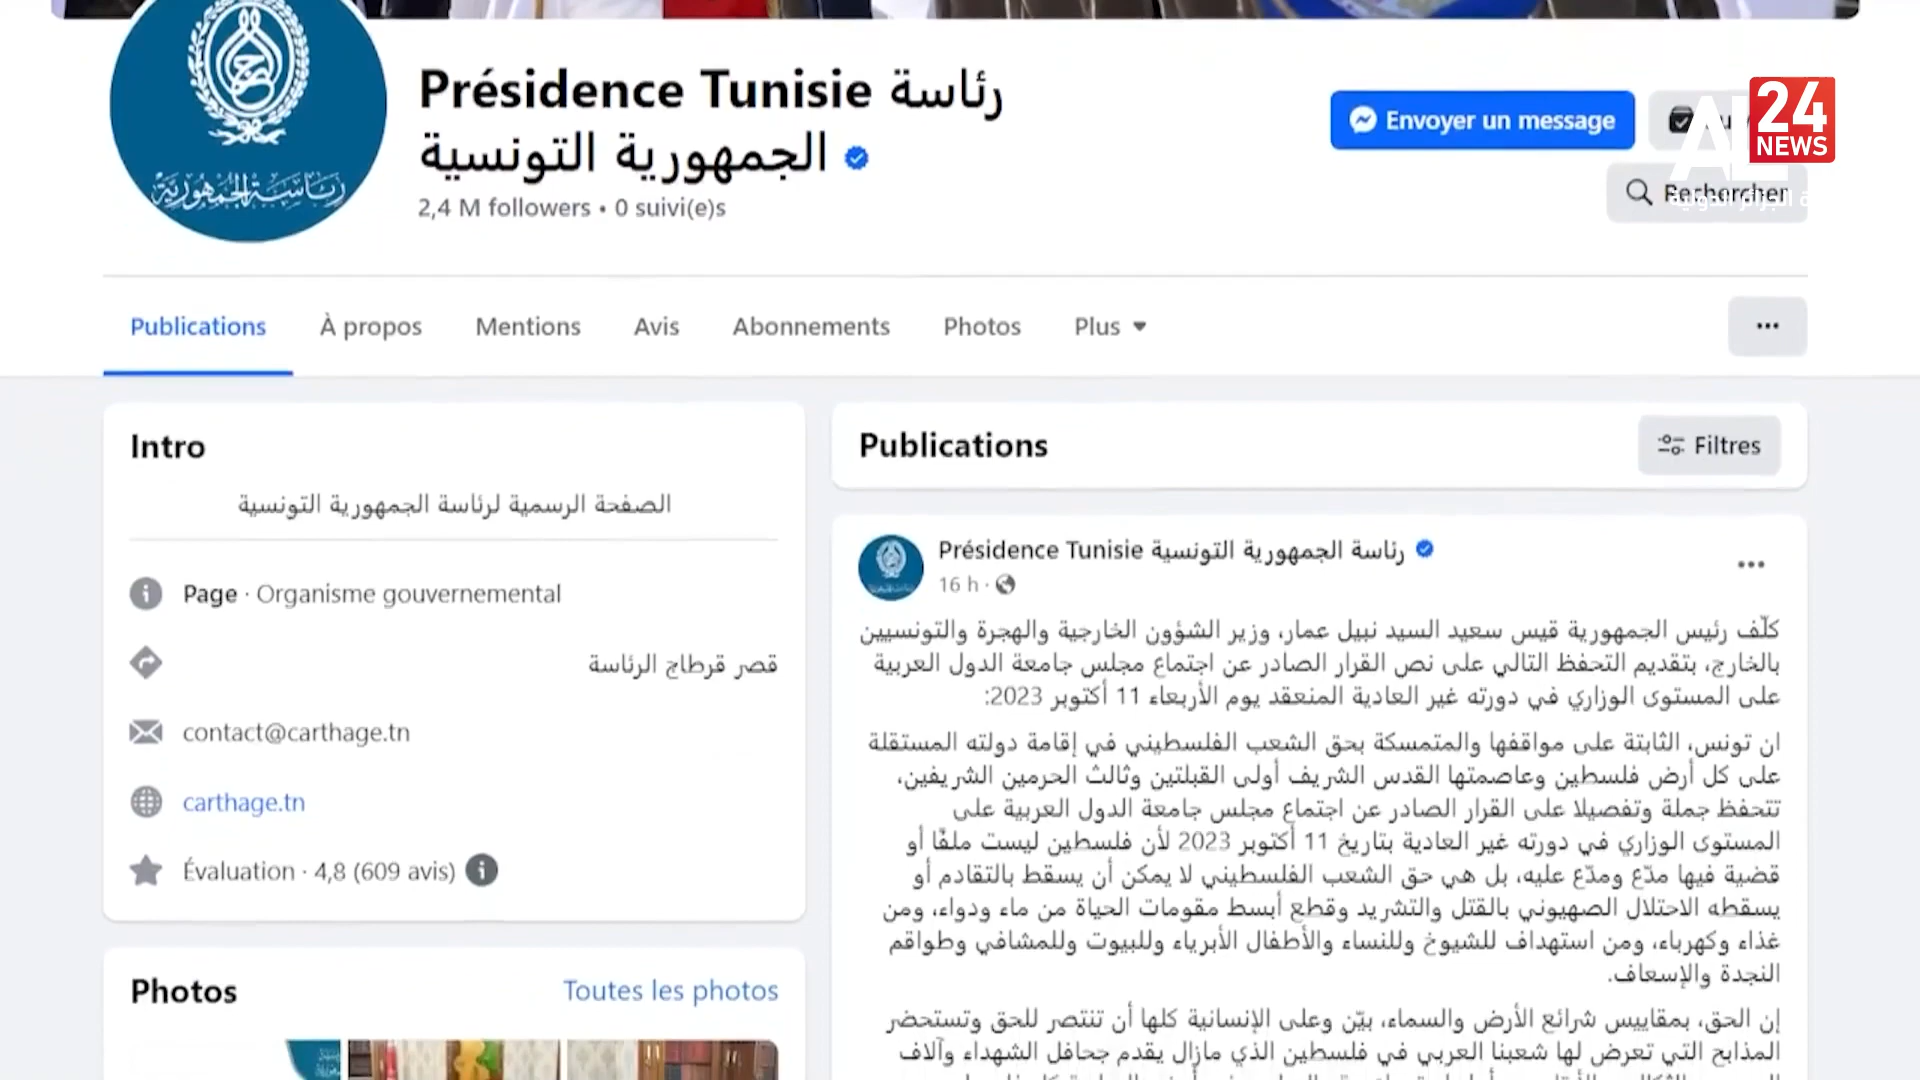 Présidence Tunisie رئاسة
الجمهورية التونسية
2,4 M followers • 0 suivi(e)s
Envoyer un message
24
NEWS
Rechercher
رئاسة الجمهورية
Publications
À propos
Mentions
Avis
Abonnements
Photos
Plus
Intro
الصفحة الرسمية لرئاسة الجمهورية التونسية
Page · Organisme gouvernemental
قصر قرطاج الرئاسة
contact@carthage.tn
carthage.tn
Évaluation · 4,8 (609 avis)
Photos
Toutes les photos
Publications
Filtres
Présidence Tunisie رئاسة الجمهورية التونسية
16 h ·
كلّف رئيس الجمهورية قيس سعيد السيد نبيل عمار، وزير الشؤون الخارجية والهجرة والتونسيين
بالخارج، بتقديم التحفظ التالي على نص القرار الصادر عن اجتماع مجلس جامعة الدول العربية
على المستوى الوزاري في دورته غير العادية المنعقد يوم الأربعاء 11 أكتوبر 2023:
ان تونس، الثابتة على مواقفها والمتمسكة بحق الشعب الفلسطيني في إقامة دولته المستقلة
على كل أرض فلسطين وعاصمتها القدس الشريف أولى القبلتين وثالث الحرمين الشريفين،
تتحفظ جملة وتفصيلا على القرار الصادر عن اجتماع مجلس جامعة الدول العربية على
المستوى الوزاري في دورته غير العادية بتاريخ 11 أكتوبر 2023 لأن فلسطين ليست ملفّا أو
قضية فيها مدّع ومدّع عليه، بل هي حق الشعب الفلسطيني لا يمكن أن يسقط بالتقادم أو
يسقطه الاحتلال الصهيوني بالقتل والتشريد وقطع أبسط مقومات الحياة من ماء ودواء، ومن
غذاء وكهرباء، ومن استهداف للشيوخ وللنساء والأطفال الأبرياء وللبيوت وللمشافي وطواقم
النجدة والإسعاف.
إن الحق، بمقاييس شرائع الأرض والسماء، بيّن وعلى الإنسانية كلها أن تنتصر للحق وتستحضر
المذابح التي تعرض لها شعبنا العربي في فلسطين الذي مازال يقدم جحافل الشهداء وآلاف